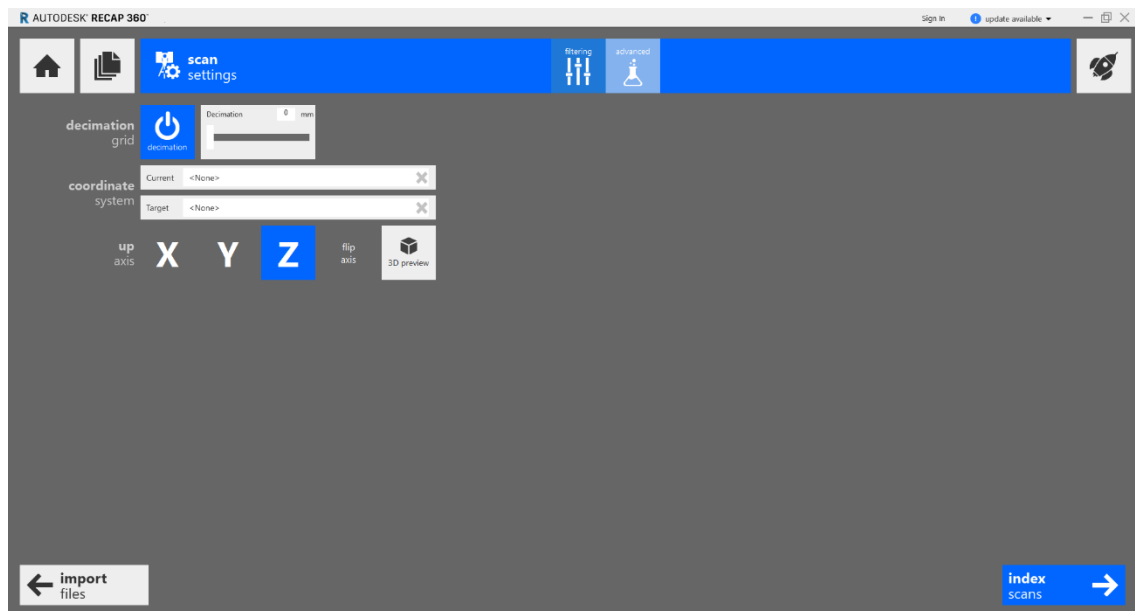 AUTODESK® RECAP 360™
Sign In
update available
scan
settings
filtering
advanced
decimation
grid
decimation
Decimation 0 mm
coordinate
system
Current <None>
Target <None>
up
axis
X Y Z
flip
axis
3D preview
import
files
index
scans